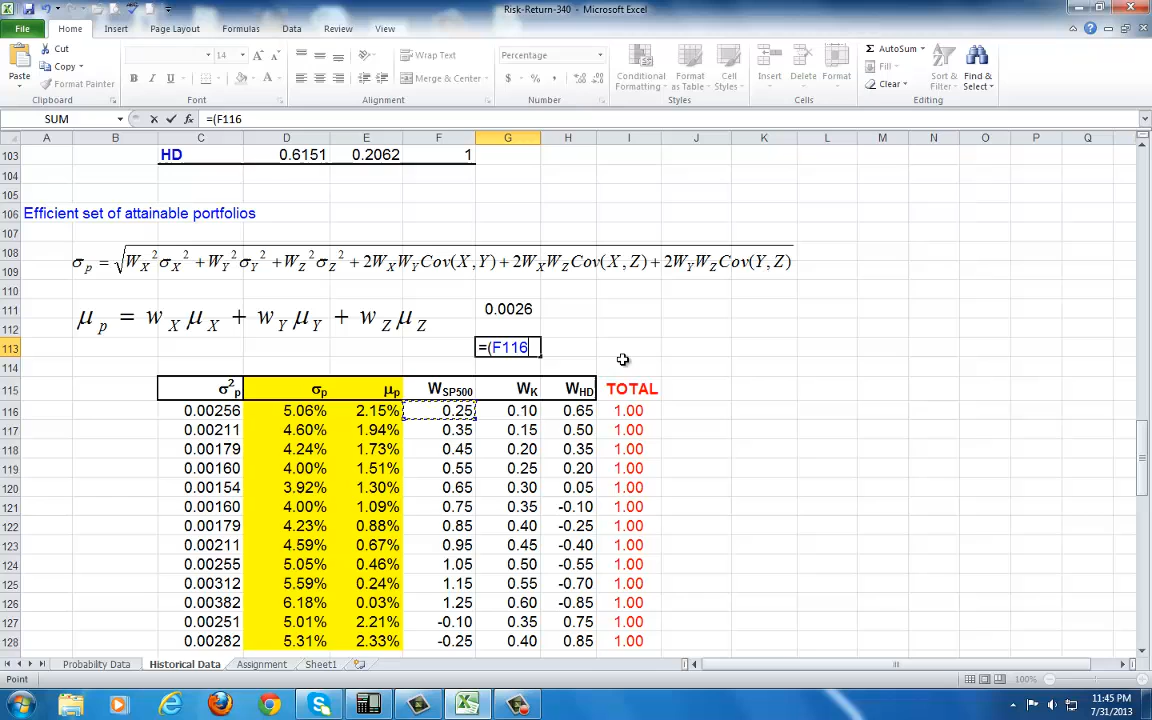 Risk-Return-340 - Microsoft Excel
File Home Insert Page Layout Formulas Data Review View
Paste Cut Copy Format Painter Clipboard
14 B I U Font
Wrap Text Merge & Center Alignment
Percentage $ % , Number
Conditional Formatting Format as Table Cell Styles Styles
Insert Delete Format Cells
AutoSum Fill Clear Sort & Filter Find & Select Editing
SUM =(F116
A B C D E F G H I J K L M N O P Q
103 HD 0.6151 0.2062 1
104
105
106 Efficient set of attainable portfolios
107
108
σp = √WX²σX² + WY²σY² + WZ²σZ² + 2WXWYCov(X,Y) + 2WXWZCov(X,Z) + 2WYWZCov(Y,Z)
109
110
111 0.0026
μp = wXμX + wYμY + wZμZ
112
113 =(F116
114
115 σ²p σp μp WSP500 WK WHD TOTAL
116 0.00256 5.06% 2.15% 0.25 0.10 0.65 1.00
117 0.00211 4.60% 1.94% 0.35 0.15 0.50 1.00
118 0.00179 4.24% 1.73% 0.45 0.20 0.35 1.00
119 0.00160 4.00% 1.51% 0.55 0.25 0.20 1.00
120 0.00154 3.92% 1.30% 0.65 0.30 0.05 1.00
121 0.00160 4.00% 1.09% 0.75 0.35 -0.10 1.00
122 0.00179 4.23% 0.88% 0.85 0.40 -0.25 1.00
123 0.00211 4.59% 0.67% 0.95 0.45 -0.40 1.00
124 0.00255 5.05% 0.46% 1.05 0.50 -0.55 1.00
125 0.00312 5.59% 0.24% 1.15 0.55 -0.70 1.00
126 0.00382 6.18% 0.03% 1.25 0.60 -0.85 1.00
127 0.00251 5.01% 2.21% -0.10 0.35 0.75 1.00
128 0.00282 5.31% 2.33% -0.25 0.40 0.85 1.00
Probability Data Historical Data Assignment Sheet1
Point 100%
11:45 PM
7/31/2013